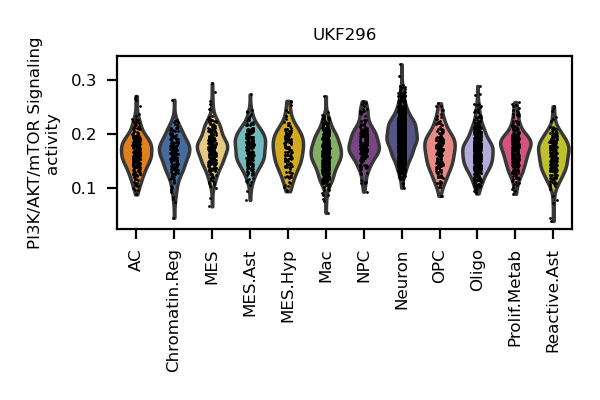 UKF296
PI3K/AKT/mTOR Signaling
activity
0.3
0.2
0.1
AC
Chromatin.Reg
MES
MES.Ast
MES.Hyp
Mac
NPC
Neuron
OPC
Oligo
Prolif.Metab
Reactive.Ast